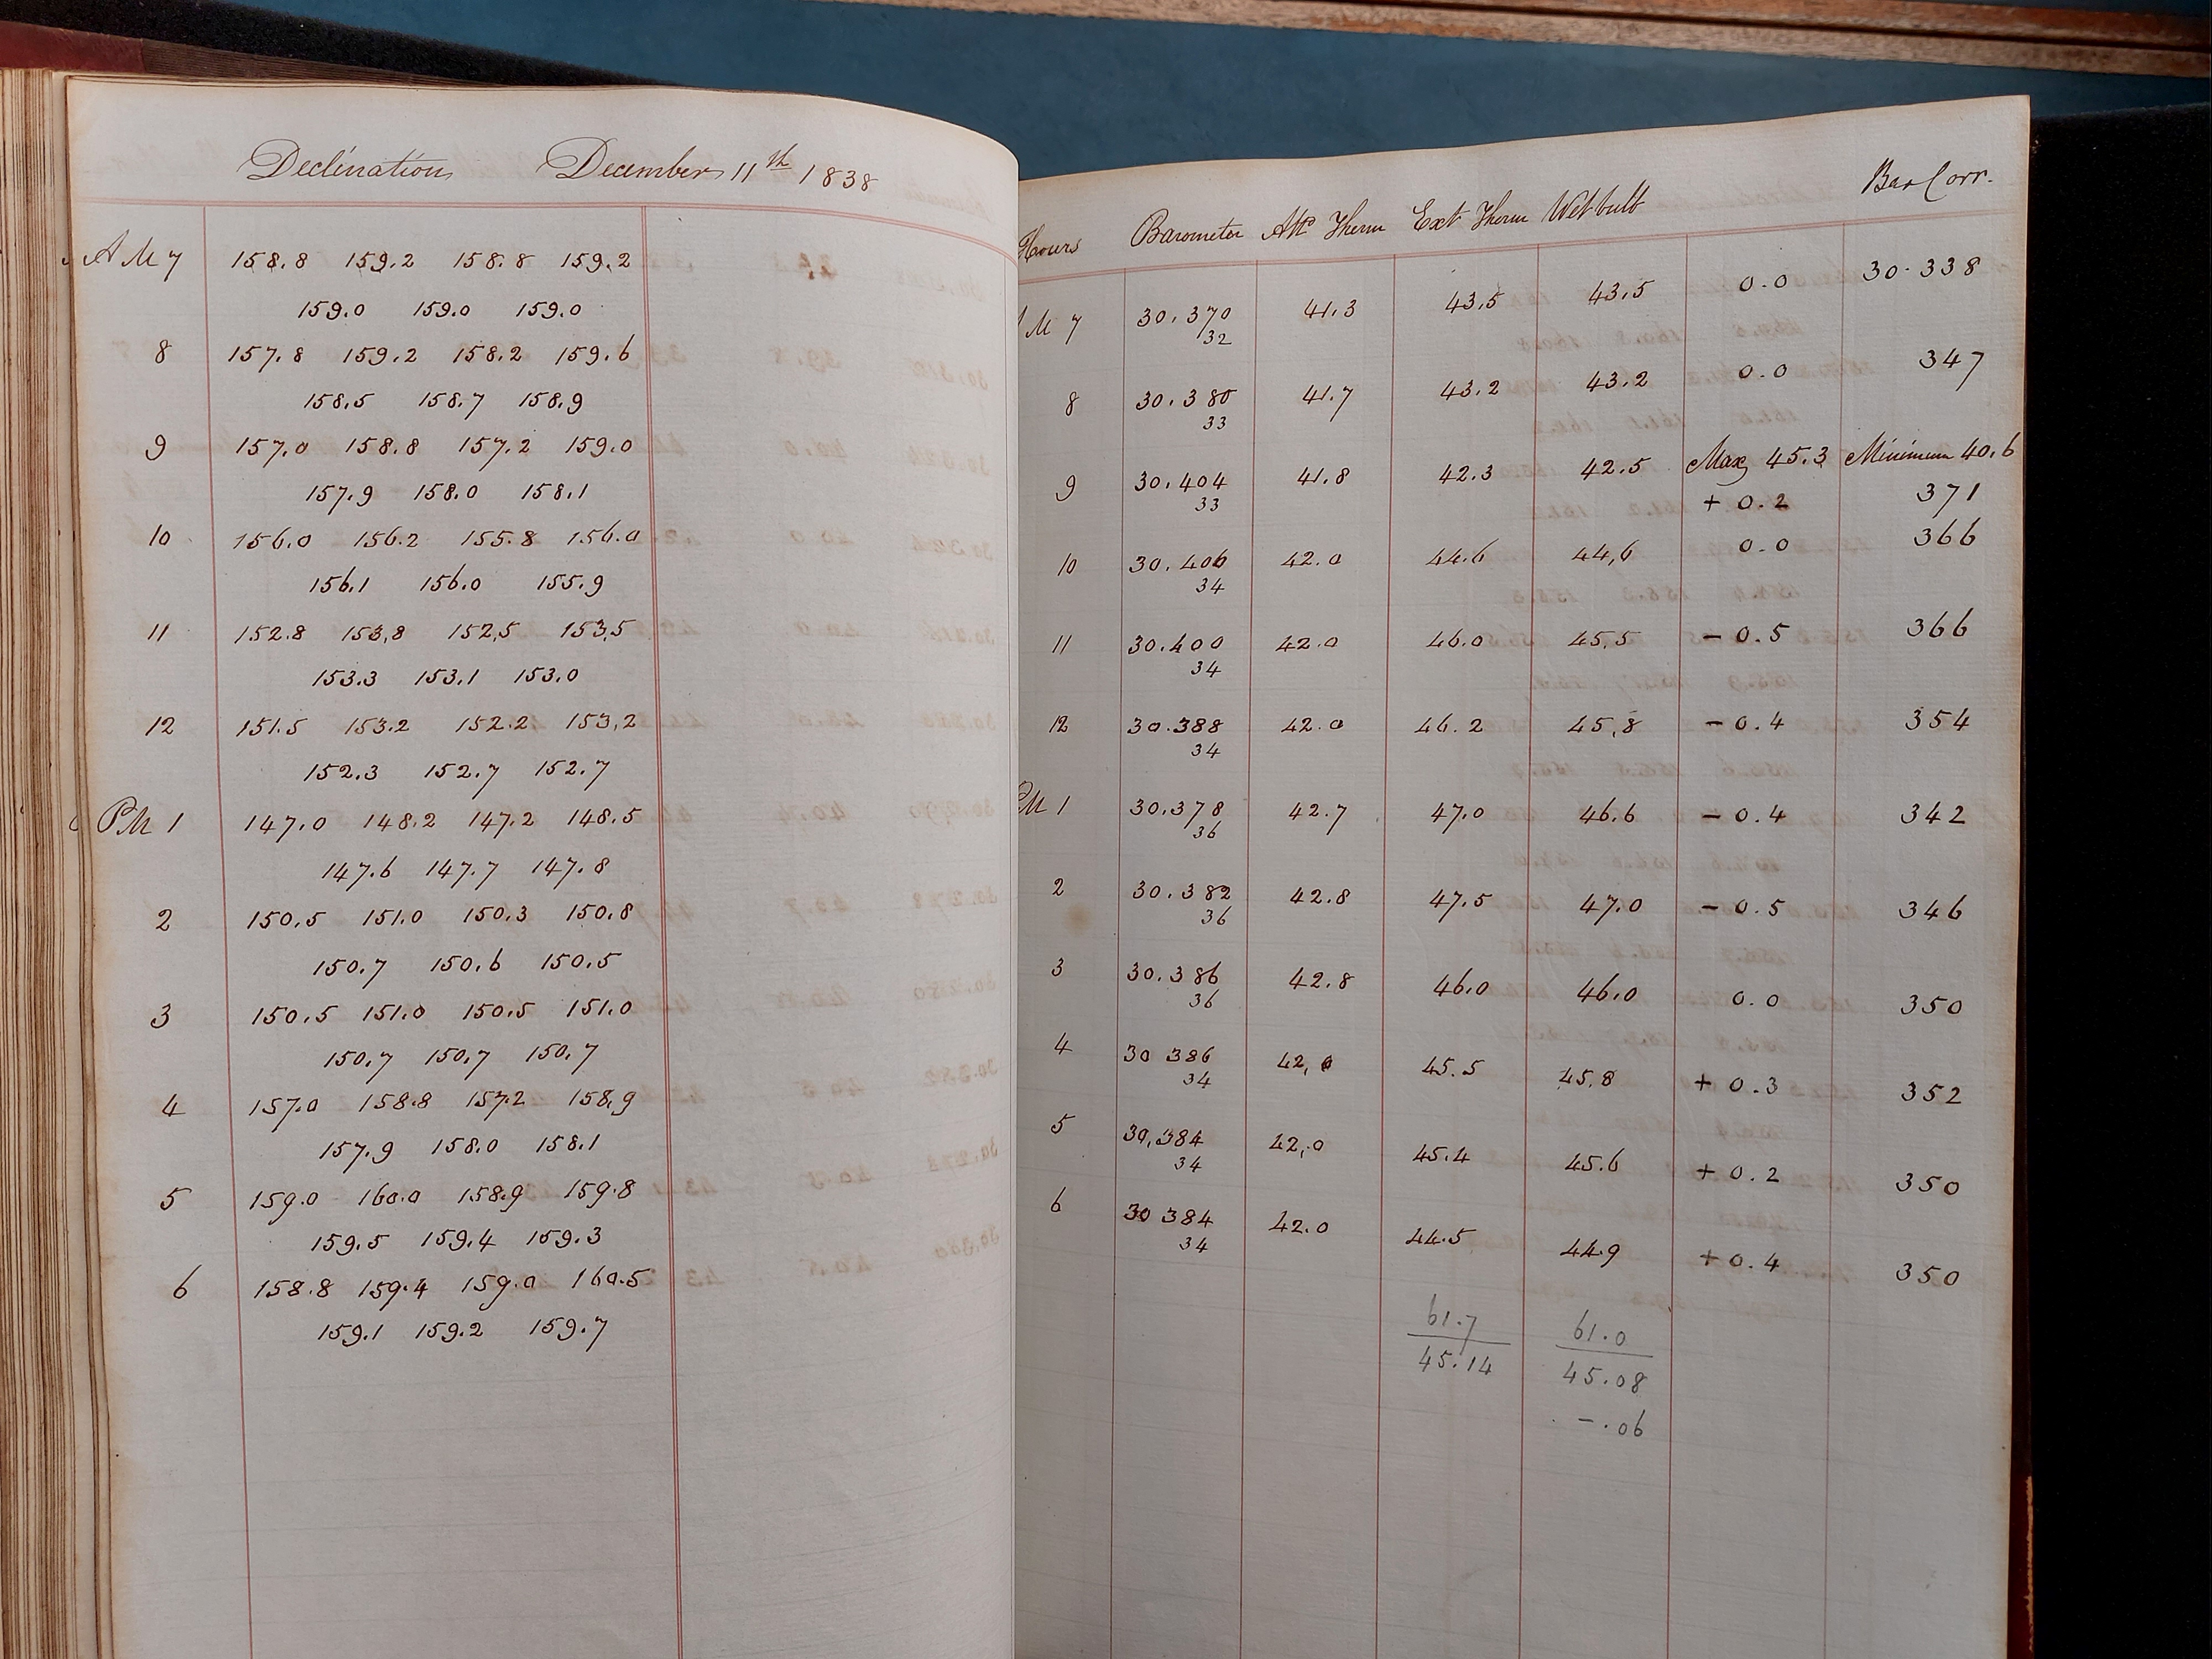 Declination December 11th 1838
AM 7 158.8 159.2 158.8 159.2
159.0 159.0 159.0
8 157.8 159.2 158.2 159.6
158.5 158.7 158.9
9 157.0 158.8 157.2 159.0
157.9 158.0 158.1
10 156.0 156.2 155.8 156.0
156.1 156.0 155.9
11 152.8 153.8 152.5 153.5
153.3 153.1 153.0
12 151.5 153.2 152.2 153.2
152.3 152.7 152.7
PM 1 147.0 148.2 147.2 148.5
147.6 147.7 147.8
2 150.5 151.0 150.3 150.8
150.7 150.6 150.5
3 150.5 151.0 150.5 151.0
150.7 150.7 150.7
4 157.0 158.8 157.2 158.9
157.9 158.0 158.1
5 159.0 160.0 158.9 159.8
159.5 159.4 159.3
6 158.8 159.4 159.0 160.5
159.1 159.2 159.7
Hours Barometer Att Therm Ext Therm Wet bulb Bar Corr.
M 7 30.370 41.3 43.5 43.5 0.0 30.338
32
8 30.380 41.7 43.2 43.2 0.0 347
33
Max 45.3 Minimum 40.6
9 30.404 41.8 42.3 42.5 + 0.2 371
33
10 30.406 42.0 44.6 44.6 0.0 366
34
11 30.400 42.0 46.0 45.5 - 0.5 366
34
12 30.388 42.0 46.2 45.8 - 0.4 354
34
PM 1 30.378 42.7 47.0 46.6 - 0.4 342
36
2 30.382 42.8 47.5 47.0 - 0.5 346
36
3 30.386 42.8 46.0 46.0 0.0 350
36
4 30 386 42.0 45.5 45.8 + 0.3 352
34
5 30.384 42.0 45.4 45.6 + 0.2 350
34
6 30 384 42.0 44.5 44.9 + 0.4 350
34
61.7 61.0
45.14 45.08
-.06